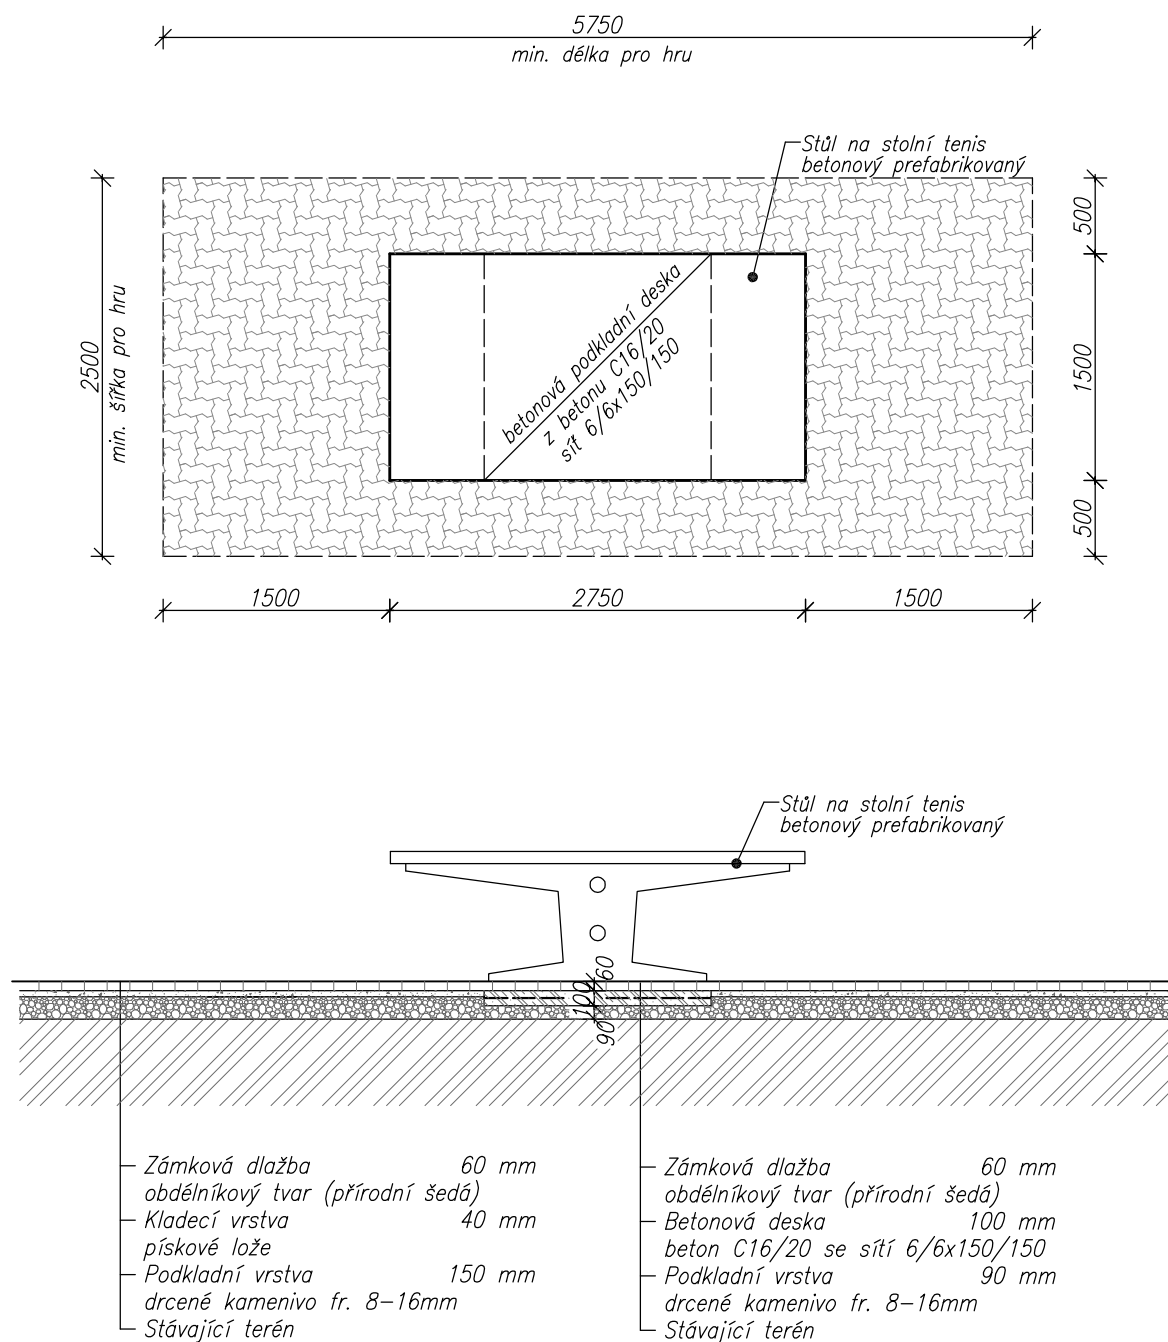 5750
min. délka pro hru
Stůl na stolní tenis
betonový prefabrikovaný
500
1500
500
2500
min. šířka pro hru
betonová podkladní deska
z betonu C16/20
síť 6/6x150/150
1500
2750
1500
Stůl na stolní tenis
betonový prefabrikovaný
60
100
90
Zámková dlažba 60 mm
obdélníkový tvar (přírodní šedá)
Kladecí vrstva 40 mm
pískové lože
Podkladní vrstva 150 mm
drcené kamenivo fr. 8-16mm
Stávající terén
Zámková dlažba 60 mm
obdélníkový tvar (přírodní šedá)
Betonová deska 100 mm
beton C16/20 se sítí 6/6x150/150
Podkladní vrstva 90 mm
drcené kamenivo fr. 8-16mm
Stávající terén